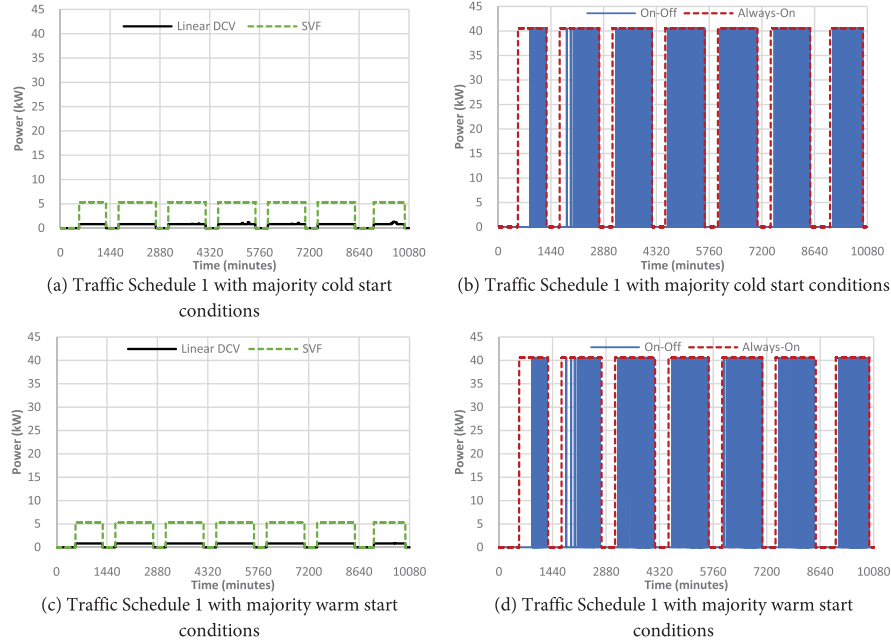 45
40
35
30
25
20
15
10
5
0
Power (kW)
Linear DCV
SVF
0 1440 2880 4320 5760 7200 8640 10080
Time (minutes)
(a) Traffic Schedule 1 with majority cold start
conditions
45
40
35
30
25
20
15
10
5
0
Power (kW)
On-Off
Always-On
0 1440 2880 4320 5760 7200 8640 10080
Time (minutes)
(b) Traffic Schedule 1 with majority cold start conditions
45
40
35
30
25
20
15
10
5
0
Power (kW)
Linear DCV
SVF
0 1440 2880 4320 5760 7200 8640 10080
Time (minutes)
(c) Traffic Schedule 1 with majority warm start
conditions
45
40
35
30
25
20
15
10
5
0
Power (kW)
On-Off
Always-On
0 1440 2880 4320 5760 7200 8640 10080
Time (minutes)
(d) Traffic Schedule 1 with majority warm start
conditions